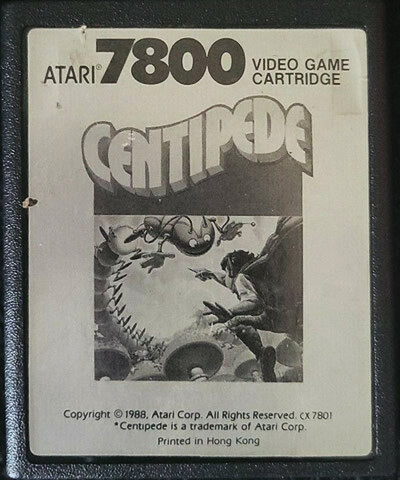 ATARI® 7800 VIDEO GAME
CARTRIDGE
CENTIPEDE
Copyright © 1988, Atari Corp. All Rights Reserved. CX7801
*Centipede is a trademark of Atari Corp.
Printed in Hong Kong